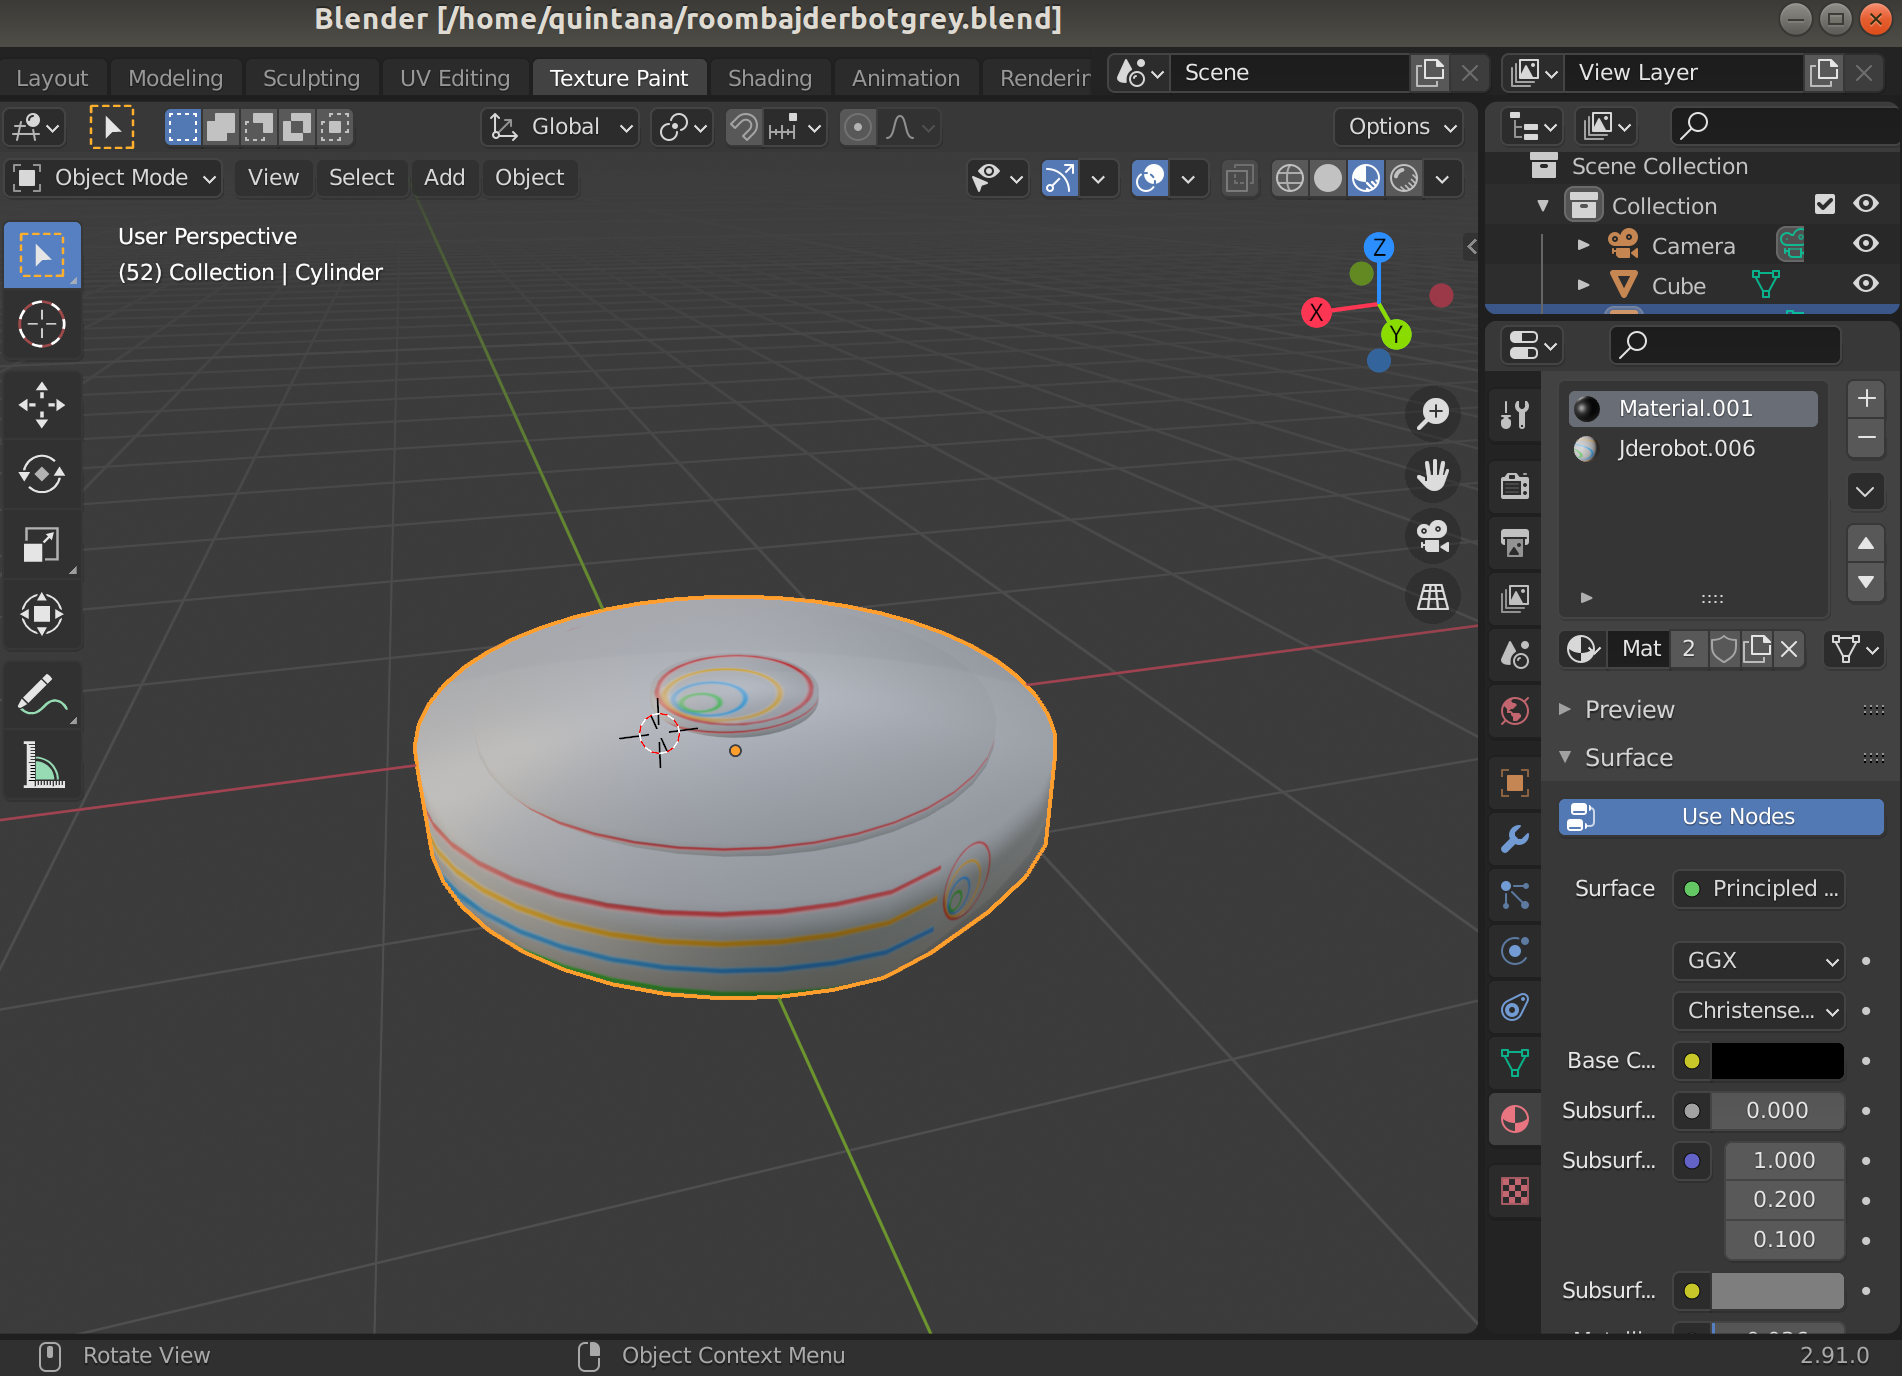 Blender [/home/quintana/roombajderbotgrey.blend]
Layout Modeling Sculpting UV Editing Texture Paint Shading Animation Scene View Layer
Global Options
Object Mode View Select Add Object
User Perspective
(52) Collection | Cylinder
Z
X
Y
Scene Collection
Collection
Camera
Cube
Material.001
Jderobot.006
Mat 2
Preview
Surface
Use Nodes
Surface Principled ...
GGX
Christense...
Base C...
Subsurf... 0.000
Subsurf... 1.000
0.200
0.100
Subsurf...
Rotate View Object Context Menu 2.91.0